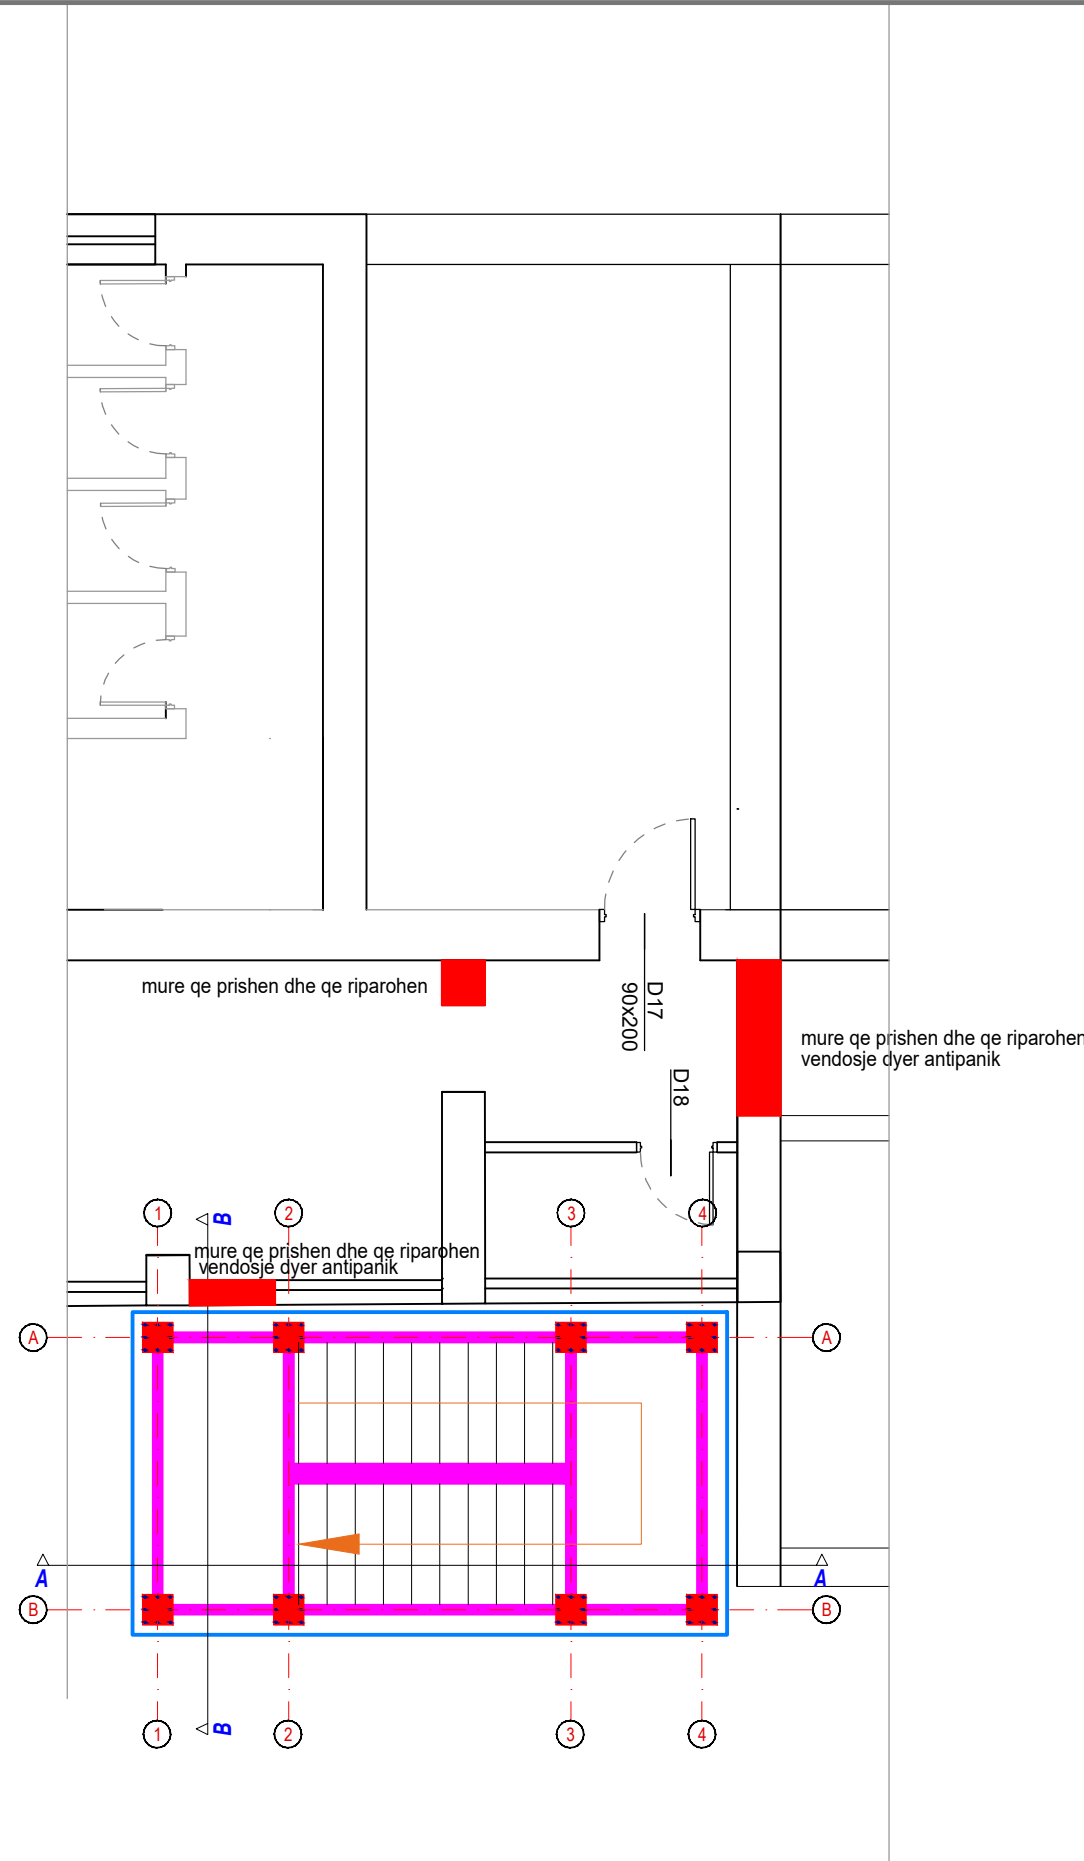 mure qe prishen dhe qe riparohen
D17
90x200
mure qe prishen dhe qe riparohen
vendosje dyer antipanik
D18
1
B
2
3
4
mure qe prishen dhe qe riparohen
vendosje dyer antipanik
A
A
A
A
B
B
1
B
2
3
4